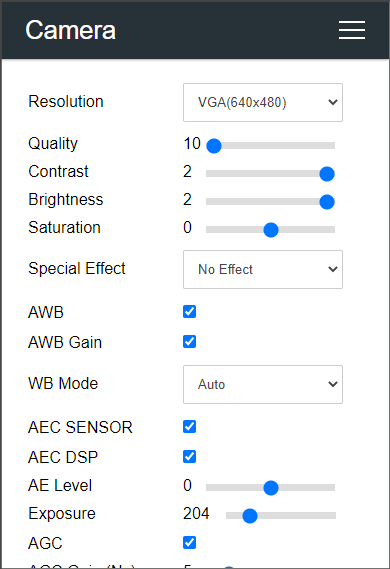 Camera
Resolution VGA(640x480)
Quality 10
Contrast 2
Brightness 2
Saturation 0
Special Effect No Effect
AWB
AWB Gain
WB Mode Auto
AEC SENSOR
AEC DSP
AE Level 0
Exposure 204
AGC